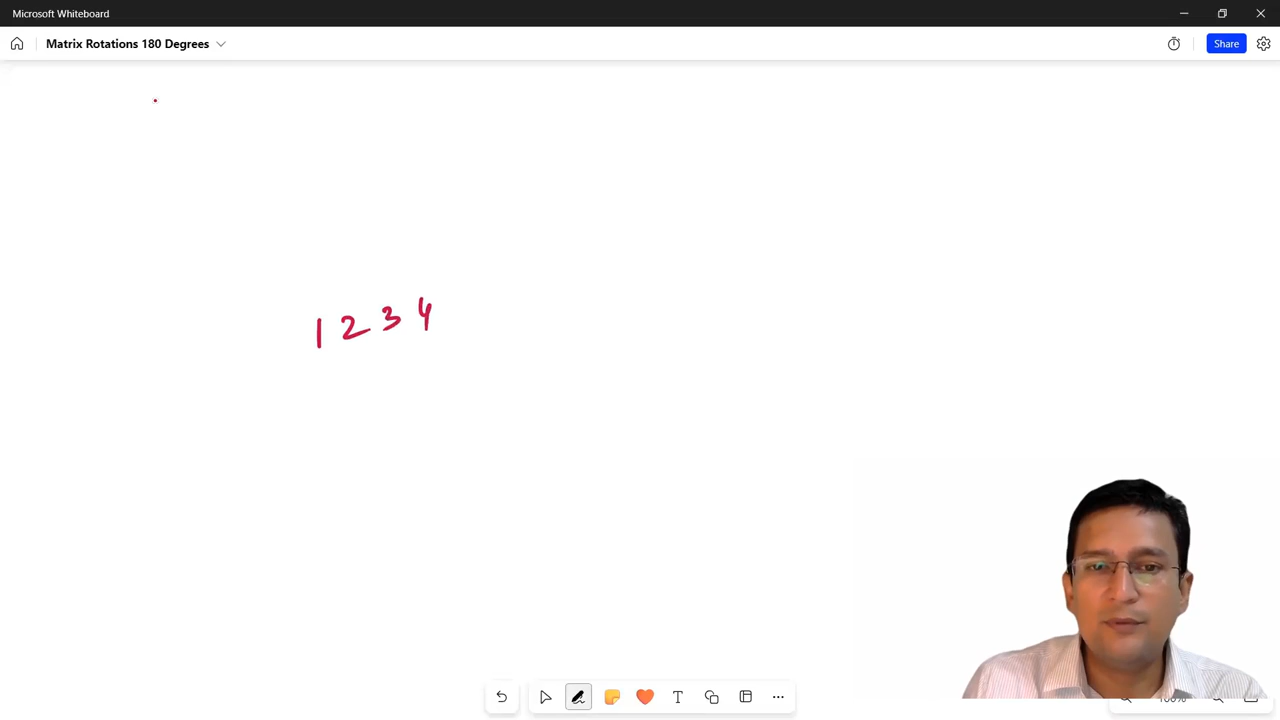 Microsoft Whiteboard
Matrix Rotations 180 Degrees
Share
1 2 3 4
T